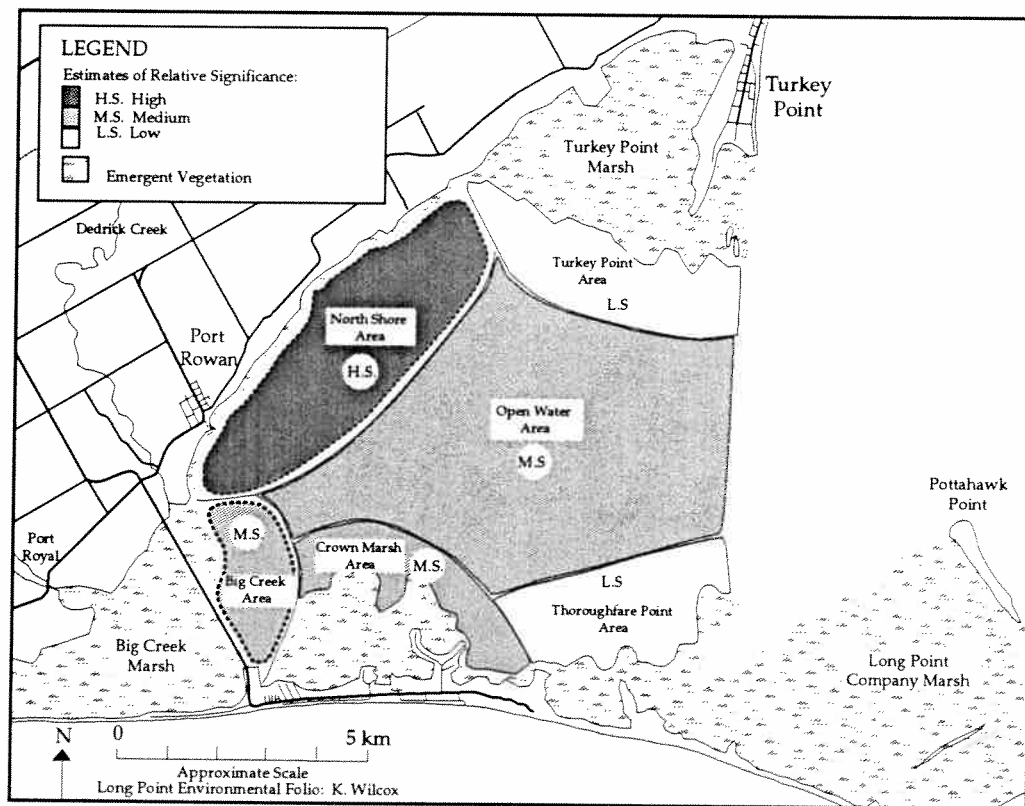 LEGEND
Estimates of Relative Significance:
H.S. High
M.S. Medium
L.S. Low
Emergent Vegetation
Turkey
Point
Turkey Point
Marsh
Dedrick Creek
Turkey Point
Area
L.S
North Shore
Area
H.S.
Port
Rowan
Open Water
Area
M.S
Pottahawk
Point
Port
Royal
M.S.
Big Creek
Area
Crown Marsh
Area
M.S.
L.S
Thoroughfare Point
Area
Big Creek
Marsh
Long Point
Company Marsh
N
0
5 km
Approximate Scale
Long Point Environmental Folio: K. Wilcox